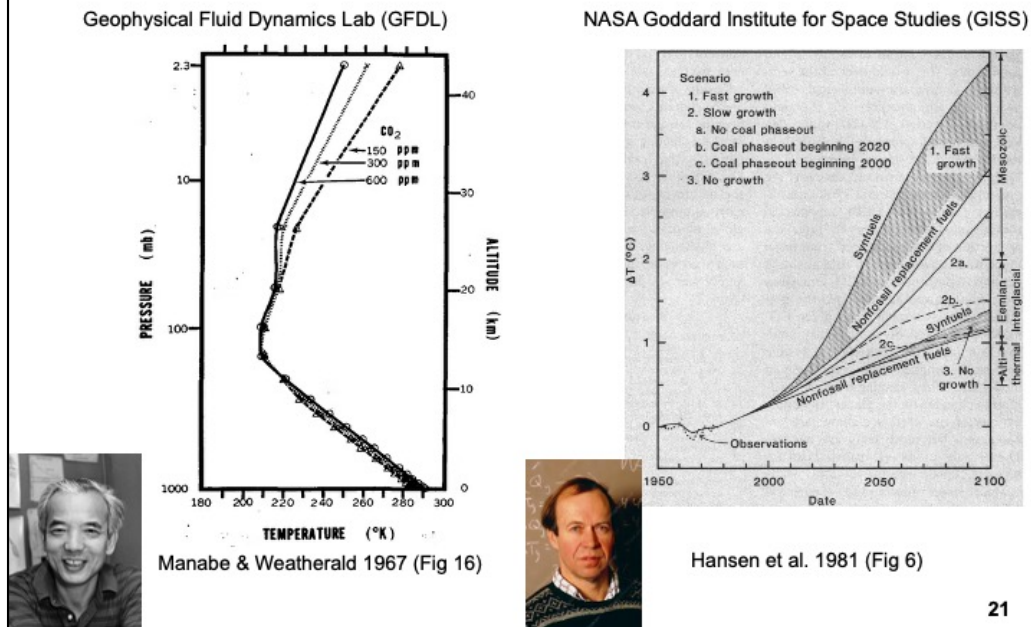 Geophysical Fluid Dynamics Lab (GFDL)
2.3
10
100
1000
PRESSURE (mb)
180
200
220
240
260
280
300
TEMPERATURE (°K)
40
30
20
10
0
ALTITUDE (km)
CO2
150 ppm
300 ppm
600 ppm
Manabe & Weatherald 1967 (Fig 16)
NASA Goddard Institute for Space Studies (GISS)
Scenario
1. Fast growth
2. Slow growth
a. No coal phaseout
b. Coal phaseout beginning 2020
c. Coal phaseout beginning 2000
3. No growth
4
3
2
1
0
ΔT (°C)
1. Fast
growth
Synfuels
Nonfossil replacement fuels
2a.
2b.
Synfuels
2c.
Nonfossil replacement fuels
3. No
growth
Observations
Mesozoic
Eemian
Interglacial
Alti-
thermal
1950
2000
2050
2100
Date
Hansen et al. 1981 (Fig 6)
21